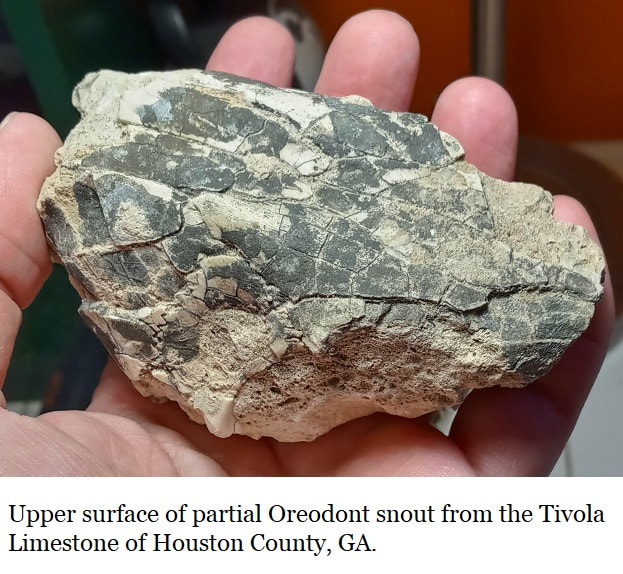 Upper surface of partial Oreodont snout from the Tivola
Limestone of Houston County, GA.